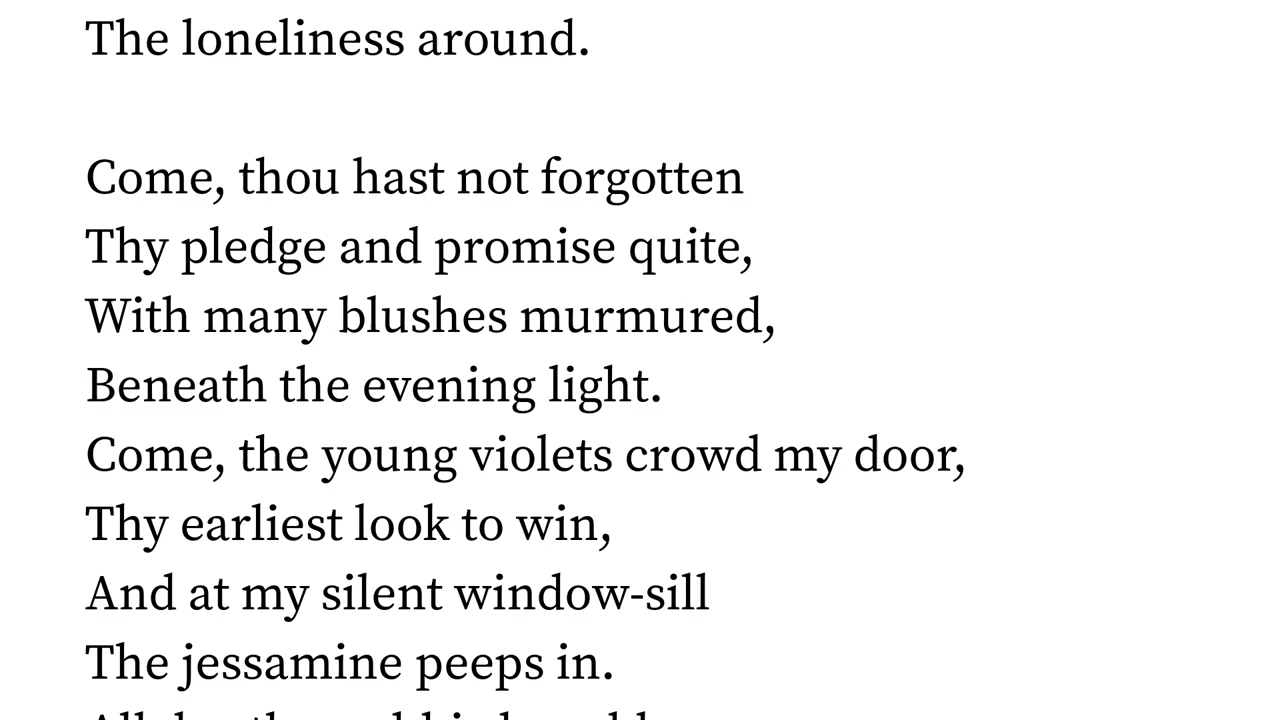 The loneliness around.
Come, thou hast not forgotten
Thy pledge and promise quite,
With many blushes murmured,
Beneath the evening light.
Come, the young violets crowd my door,
Thy earliest look to win,
And at my silent window-sill
The jessamine peeps in.